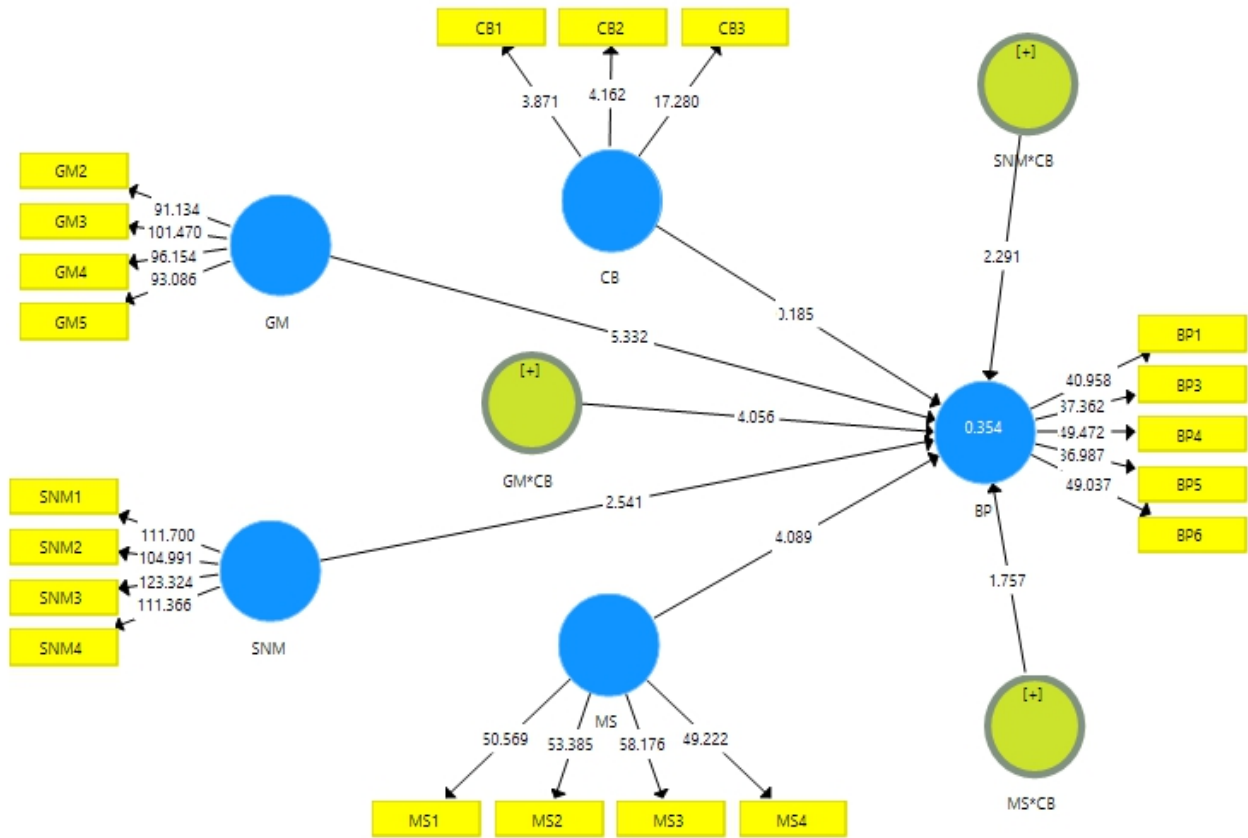 CB1
CB2
CB3
[+]
3.871
4.162
17.280
SNM*CB
GM2
GM3
GM4
GM5
91.134
101.470
96.154
93.086
GM
CB
2.291
0.185
5.332
[+]
4.056
GM*CB
0.354
BP
40.958
37.362
49.472
36.987
49.037
BP1
BP3
BP4
BP5
BP6
SNM1
SNM2
SNM3
SNM4
111.700
104.991
123.324
111.366
SNM
2.541
4.089
1.757
MS
[+]
MS*CB
50.569
53.385
58.176
49.222
MS1
MS2
MS3
MS4